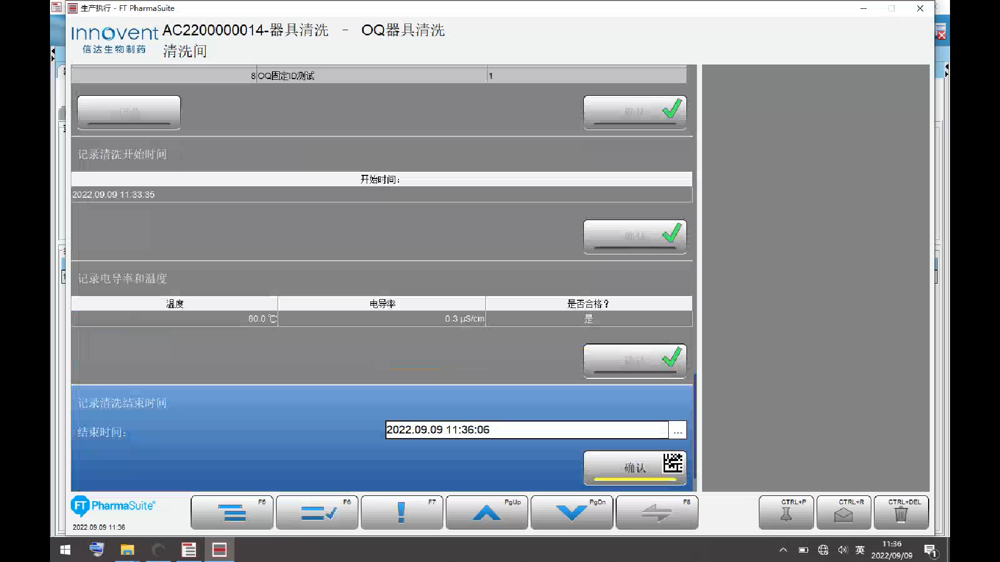 生产执行 - FT PharmaSuite
Innovent
信达生物制药
AC2200000014-器具清洗 - OQ器具清洗
清洗间
8 OQ固定ID测试 1
确认
记录清洗开始时间
开始时间:
2022.09.09 11:33:35
确认
记录电导率和温度
温度 电导率 是否合格?
80.0 ℃ 0.3 µS/cm 是
确认
记录清洗结束时间
结束时间:
2022.09.09 11:36:06 ...
确认
FT PharmaSuite®
2022.09.09 11:36
F5 F6 F7 PgUp PgDn F8 CTRL+P CTRL+R CTRL+DEL
英
11:36
2022/09/09
1